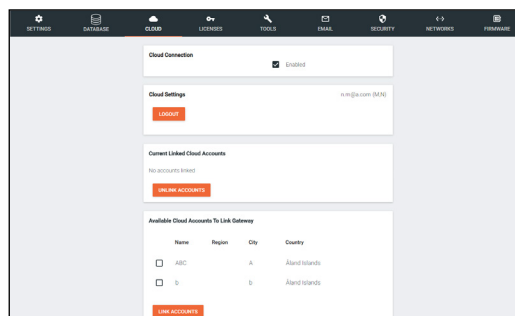 SETTINGS DATABASE CLOUD LICENSES TOOLS EMAIL SECURITY NETWORKS FIRMWARE
Cloud Connection
Enabled
Cloud Settings n m@a.com (M,N)
LOGOUT
Current Linked Cloud Accounts
No accounts linked
UNLINK ACCOUNTS
Available Cloud Accounts To Link Gateway
Name Region City Country
ABC A Åland Islands
b b Åland Islands
LINK ACCOUNTS